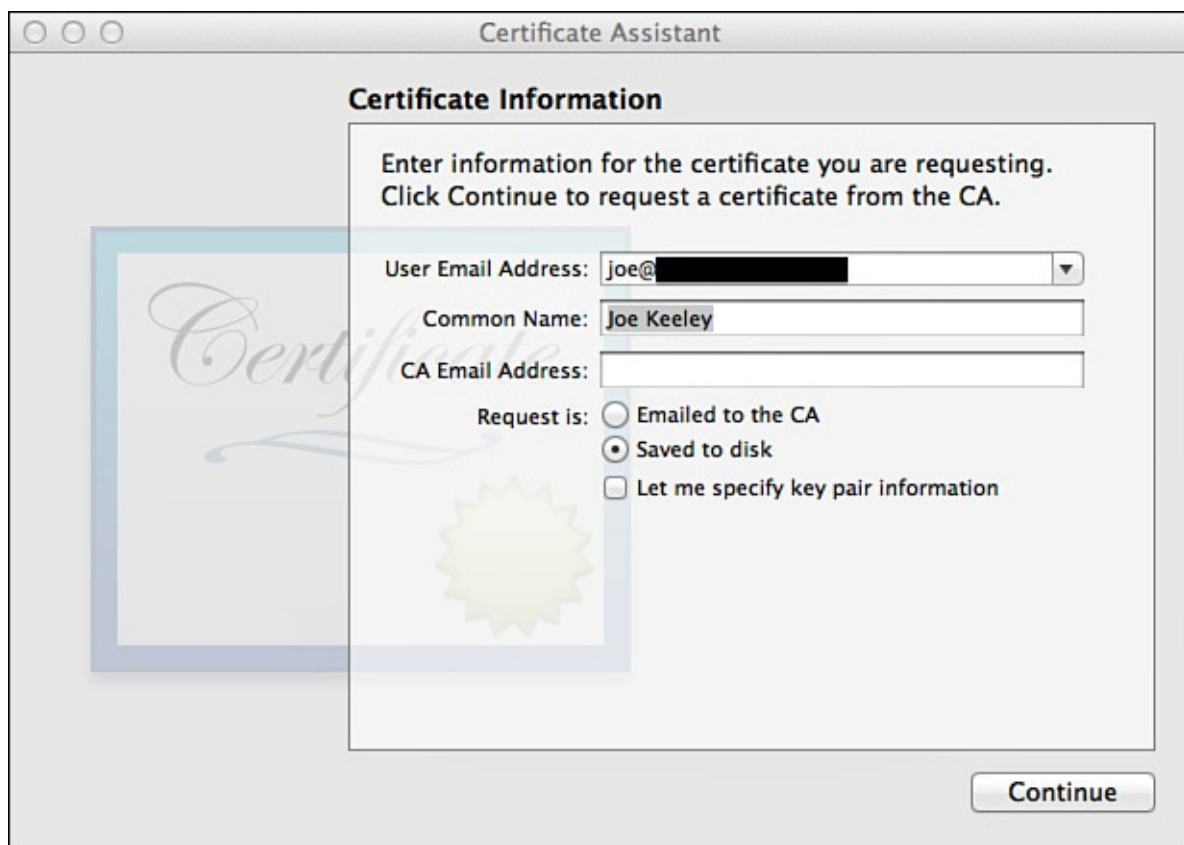 Certificate Assistant
Certificate Information
Enter information for the certificate you are requesting.
Click Continue to request a certificate from the CA.
User Email Address: joe@
Common Name: Joe Keeley
CA Email Address:
Request is: Emailed to the CA
Saved to disk
Let me specify key pair information
Certificate
Continue